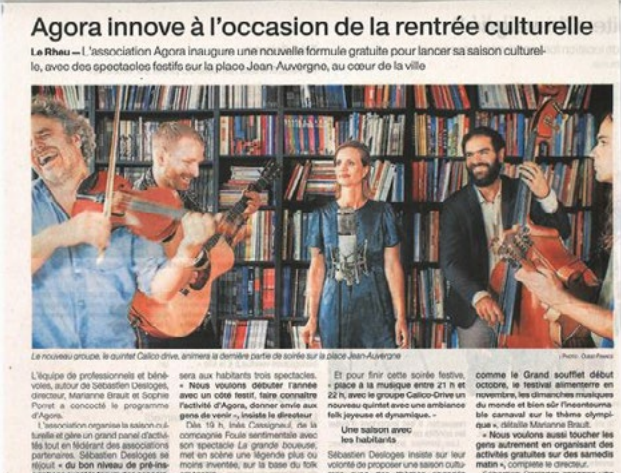 Agora innove à l'occasion de la rentrée culturelle
Le Rheu — L'association Agora inaugure une nouvelle formule gratuite pour lancer sa saison culturel-
le, avec des spectacles festifs sur la place Jean-Auvergne, au cœur de la ville
Le nouveau groupe, le quintet Calico drive, animera la dernière partie de soirée sur la place Jean-Auvergne
| PHOTO : OUEST-FRANCE
L'équipe de professionnels et béné-
voles, autour de Sébastien Desloges,
directeur, Marianne Brault et Sophie
Porret a concocté le programme
d'Agora.
L'association organise la saison cul-
turelle et gère un grand panel d'activi-
tés tout en fédérant des associations
partenaires. Sébastien Desloges se
réjouit « du bon niveau de pré-ins-
sera aux habitants trois spectacles.
« Nous voulons débuter l'année
avec un côté festif, faire connaître
l'activité d'Agora, donner envie aux
gens de venir », insiste le directeur
Dès 19 h, Inès Cassigneul, de la
compagnie Foule sentimentale avec
son spectacle La grande boueuse,
met en scène une légende plus ou
moins inventée, sur la base du folk
Et pour finir cette soirée festive,
« place à la musique entre 21 h et
22 h, avec le groupe Calico-Drive un
nouveau quintet avec une ambiance
folk joyeuse et dynamique. »
Une saison avec
les habitants
Sébastien Desloges insiste sur leur
volonté de proposer une saison cultu-
comme le Grand soufflet début
octobre, le festival alimenterre en
novembre, les dimanches musiques
du monde et bien sûr l'incontourna-
ble carnaval sur le thème olympi-
que », détaille Marianne Brault.
« Nous voulons aussi toucher les
gens autrement en organisant des
activités gratuites sur des samedis
matin », complète le directeur.